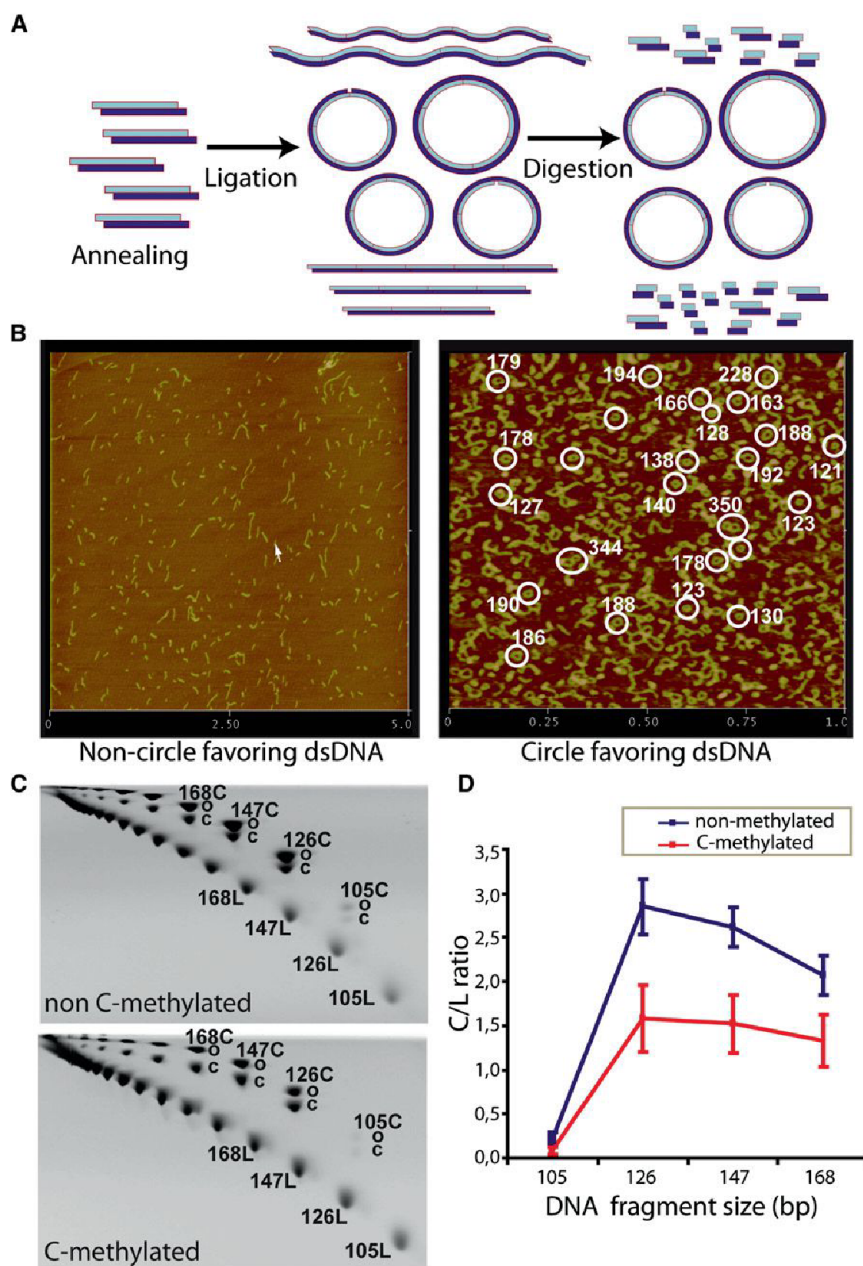 A
Annealing
Ligation
Digestion
B
179
194
228
166
163
128
188
178
138
192
121
127
140
123
350
344
178
190
123
188
130
186
0
2.50
5.0
0
0.25
0.50
0.75
1.0
Non-circle favoring dsDNA
Circle favoring dsDNA
C
168C
O
C
147C
O
C
126C
O
C
105C
O
C
168L
147L
126L
105L
non C-methylated
168C
O
C
147C
O
C
126C
O
C
105C
O
C
168L
147L
126L
105L
C-methylated
D
non-methylated
C-methylated
3,5
3,0
2,5
2,0
1,5
1,0
0,5
0,0
C/L ratio
105
126
147
168
DNA fragment size (bp)